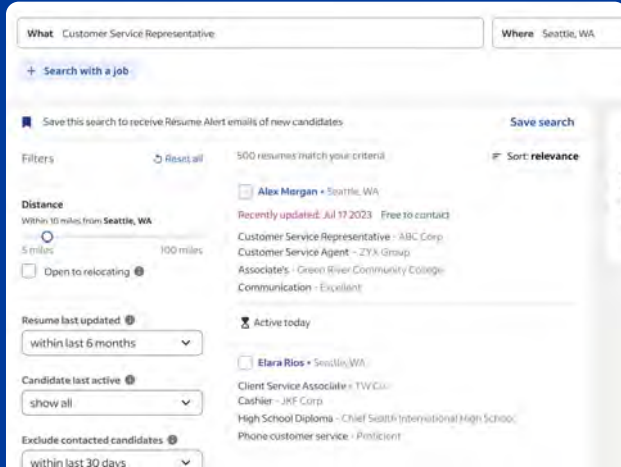 What Customer Service Representative
Where Seattle, WA
+ Search with a job
Save this search to receive Resume Alert emails of new candidates
Save search
Filters
Reset all
Distance
Within 10 miles from Seattle, WA
5 miles 100 miles
Open to relocating
Resume last updated
within last 6 months
Candidate last active
show all
Exclude contacted candidates
within last 30 days
500 resumes match your criteria
Sort: relevance
Alex Morgan • Seattle, WA
Recently updated: Jul 17 2023 Free to contact
Customer Service Representative - ABC Corp
Customer Service Agent - ZYX Group
Associate's - Green River Community College
Communication - Excellent
Active today
Elara Rios • Seattle, WA
Client Service Associate - TW
Cashier - JKF Corp
High School Diploma - Chief Sealth International High School
Phone customer service - Proficient